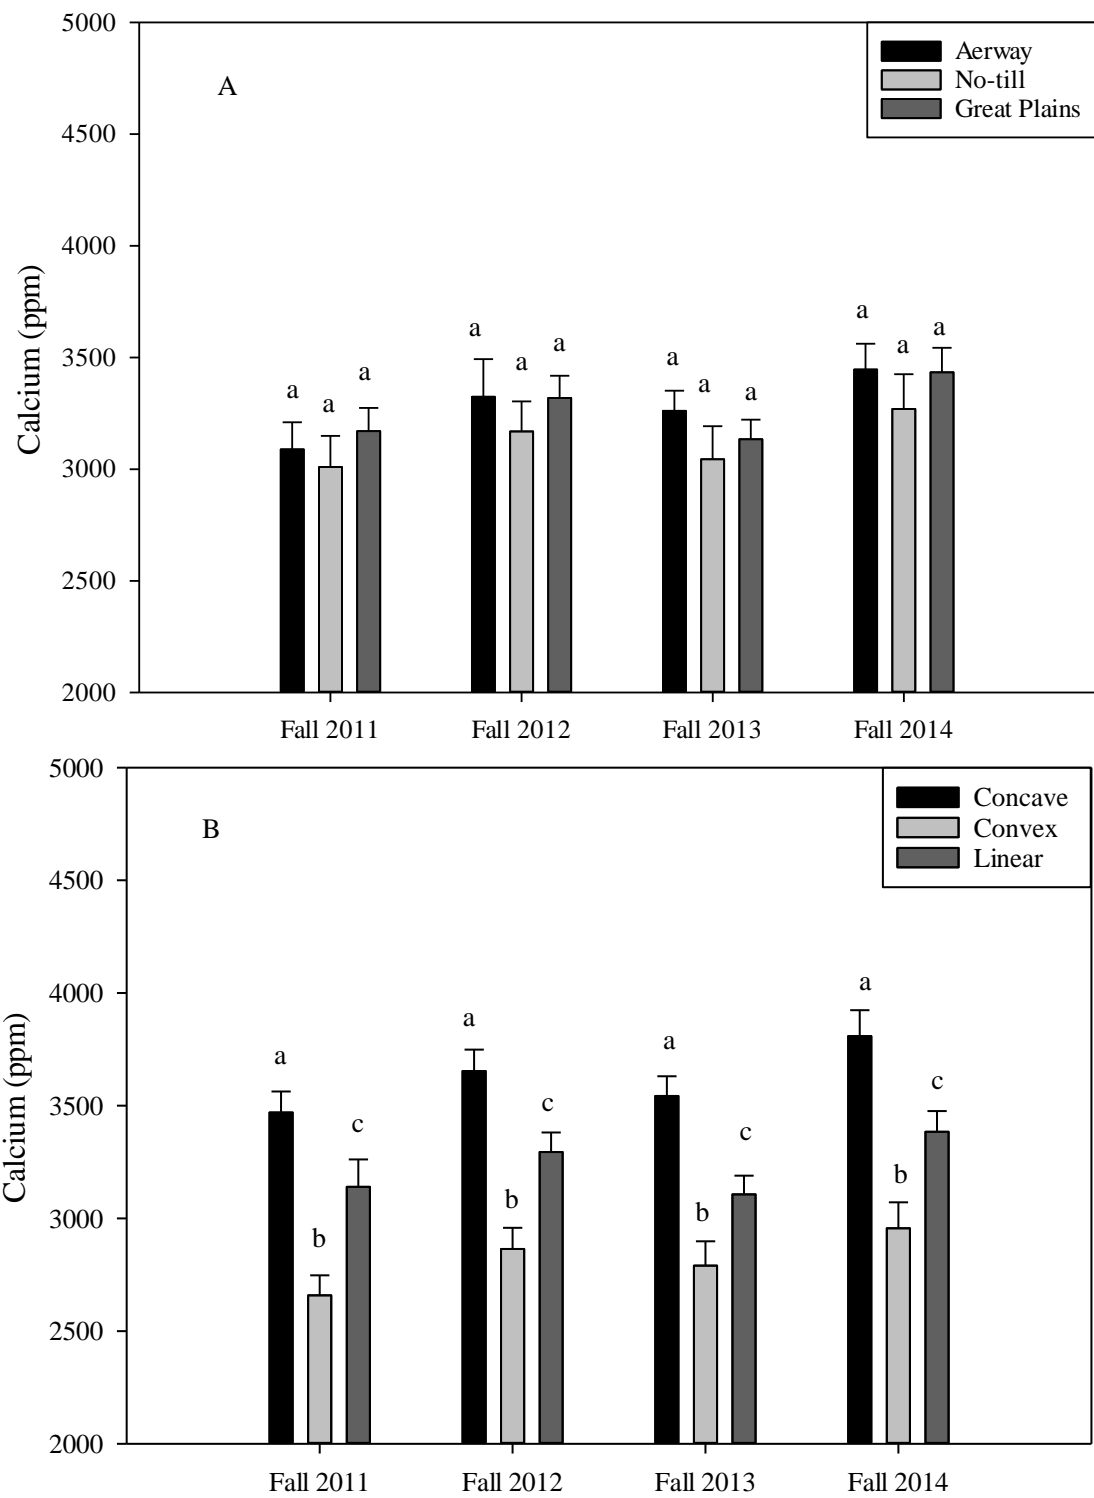 5000
Aerway
No-till
Great Plains
A
4500
4000
Calcium (ppm)
3500
a a a a a a a a a a a a
3000
2500
2000
Fall 2011 Fall 2012 Fall 2013 Fall 2014
5000
Concave
Convex
Linear
B
4500
4000
Calcium (ppm)
3500
a b c a b c a b c a b c
3000
2500
2000
Fall 2011 Fall 2012 Fall 2013 Fall 2014